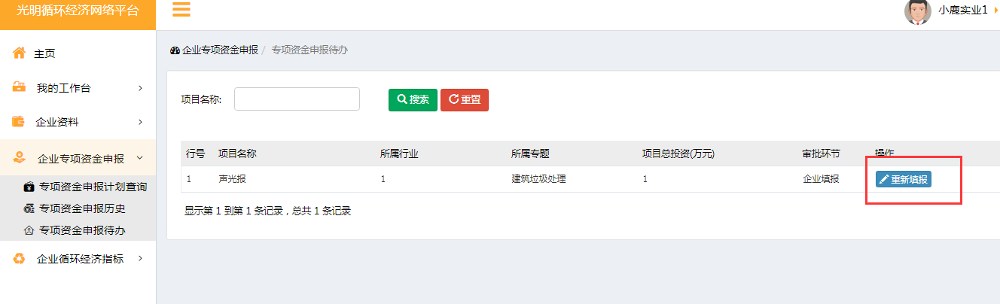 光明循环经济网络平台
小鹿实业1
主页
我的工作台
企业资料
企业专项资金申报
专项资金申报计划查询
专项资金申报历史
专项资金申报待办
企业循环经济指标
企业专项资金申报 / 专项资金申报待办
项目名称: 搜索 重置
行号 项目名称 所属行业 所属专题 项目总投资(万元) 审批环节 操作
1 声光报 1 建筑垃圾处理 1 企业填报 重新填报
显示第 1 到第 1 条记录，总共 1 条记录